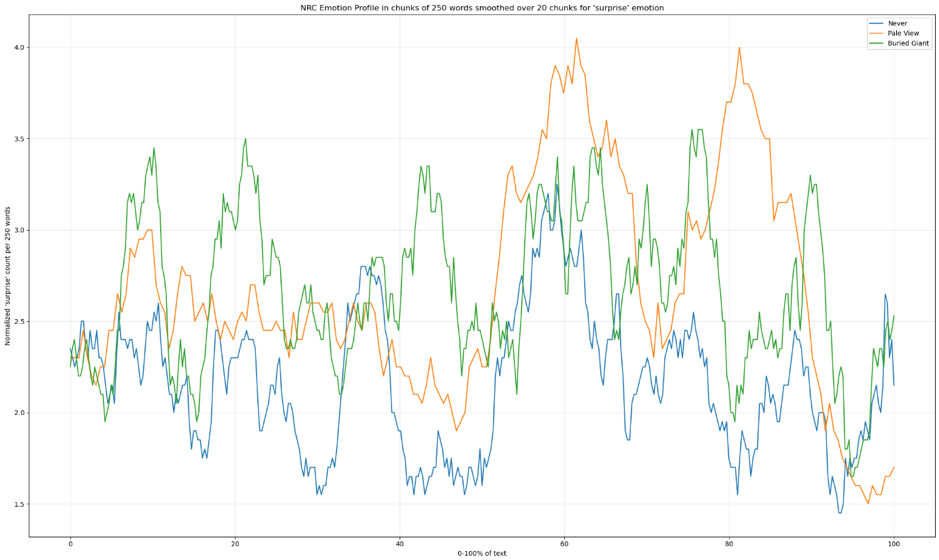 NRC Emotion Profile in chunks of 250 words smoothed over 20 chunks for 'surprise' emotion
Never
Pale View
Buried Giant
4.0
3.5
3.0
2.5
2.0
1.5
Normalized 'surprise' count per 250 words
0
20
40
60
80
100
0-100% of text